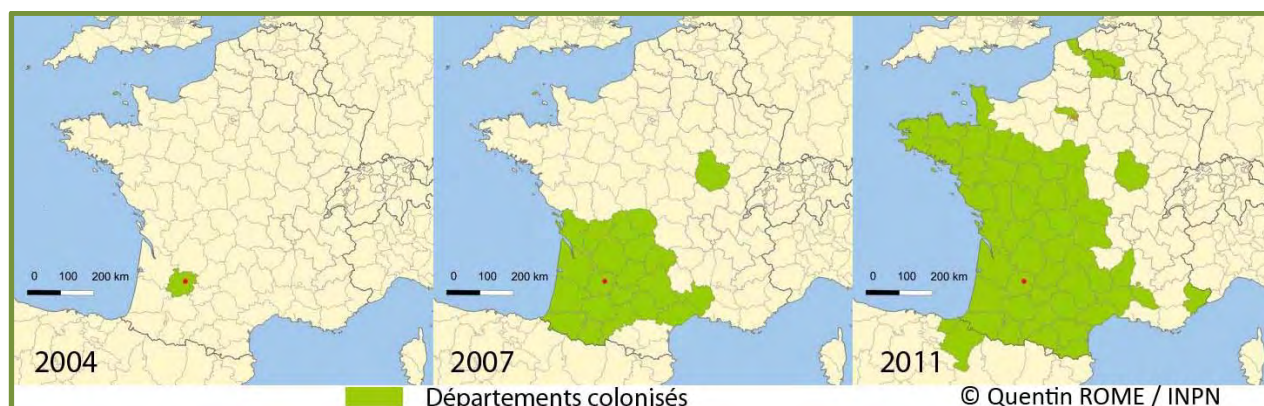 0 100 200 km
2004
0 100 200 km
2007
0 100 200 km
2011
Départements colonisés
© Quentin ROME / INPN